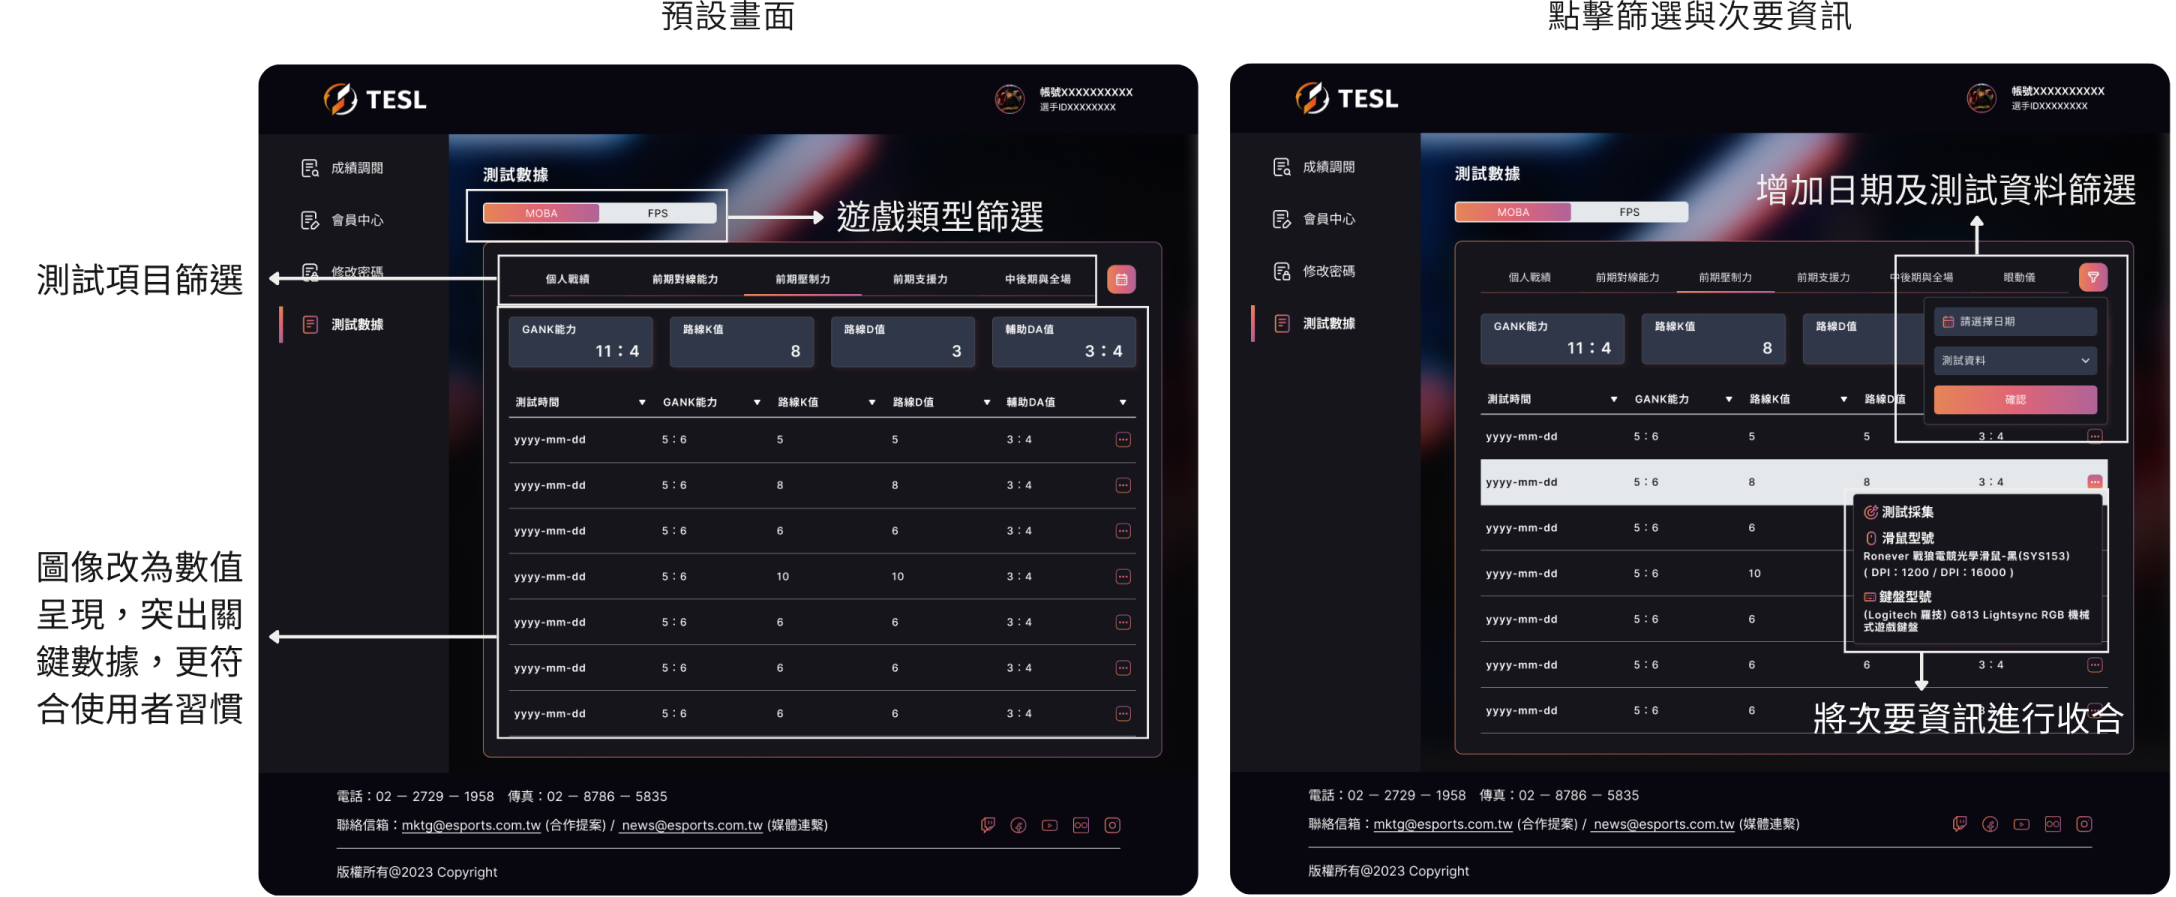 預設畫面
TESL
帳號XXXXXXXXXX
選手IDXXXXXXXX
成績調閱
會員中心
修改密碼
測試數據
測試數據
MOBA FPS
遊戲類型篩選
測試項目篩選
個人戰績 前期對線能力 前期壓制力 前期支援力 中後期與全場
GANK能力 路線K值 路線D值 輔助DA值
11：4 8 3 3：4
測試時間 GANK能力 路線K值 路線D值 輔助DA值
yyyy-mm-dd 5：6 5 5 3：4
yyyy-mm-dd 5：6 8 8 3：4
yyyy-mm-dd 5：6 6 6 3：4
yyyy-mm-dd 5：6 10 10 3：4
yyyy-mm-dd 5：6 6 6 3：4
yyyy-mm-dd 5：6 6 6 3：4
yyyy-mm-dd 5：6 6 6 3：4
圖像改為數值
呈現，突出關
鍵數據，更符
合使用者習慣
電話：02 － 2729 － 1958 傳真：02 － 8786 － 5835
聯絡信箱：mktg@esports.com.tw (合作提案) / news@esports.com.tw (媒體連繫)
版權所有@2023 Copyright
點擊篩選與次要資訊
TESL
帳號XXXXXXXXXX
選手IDXXXXXXXX
成績調閱
會員中心
修改密碼
測試數據
測試數據
MOBA FPS
增加日期及測試資料篩選
個人戰績 前期對線能力 前期壓制力 前期支援力 中後期與全場 眼動儀
請選擇日期
測試資料
確認
GANK能力 路線K值 路線D值
11：4 8
測試時間 GANK能力 路線K值 路線D值
yyyy-mm-dd 5：6 5 5 3：4
yyyy-mm-dd 5：6 8 8 3：4
yyyy-mm-dd 5：6 6
yyyy-mm-dd 5：6 10
yyyy-mm-dd 5：6 6
yyyy-mm-dd 5：6 6 6 3：4
yyyy-mm-dd 5：6 6
測試採集
滑鼠型號
Ronever 戰狼電競光學滑鼠-黑(SYS153)
( DPI：1200 / DPI：16000 )
鍵盤型號
(Logitech 羅技) G813 Lightsync RGB 機械
式遊戲鍵盤
將次要資訊進行收合
電話：02 － 2729 － 1958 傳真：02 － 8786 － 5835
聯絡信箱：mktg@esports.com.tw (合作提案) / news@esports.com.tw (媒體連繫)
版權所有@2023 Copyright